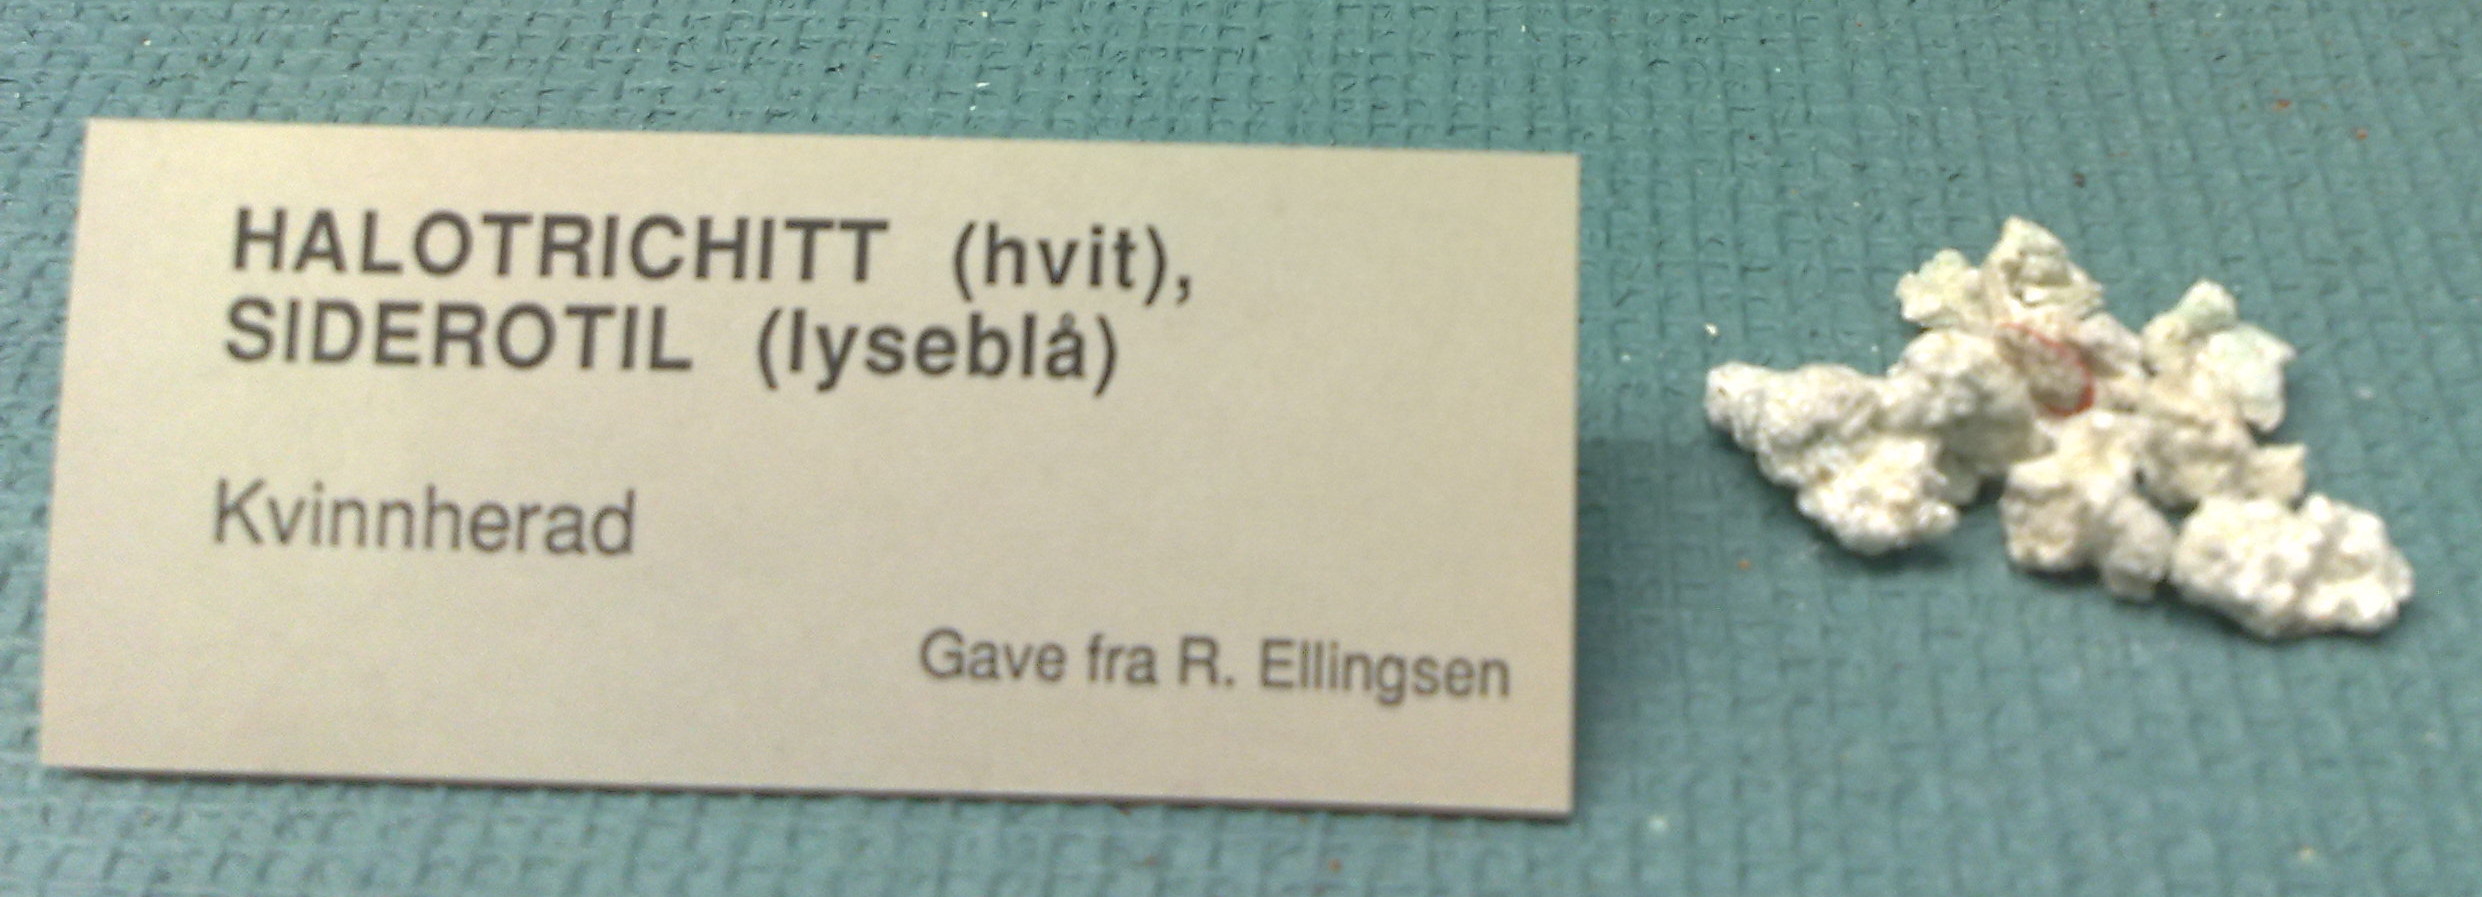 HALOTRICHITT (hvit),
SIDEROTIL (lyseblå)
Kvinnherad
Gave fra R. Ellingsen